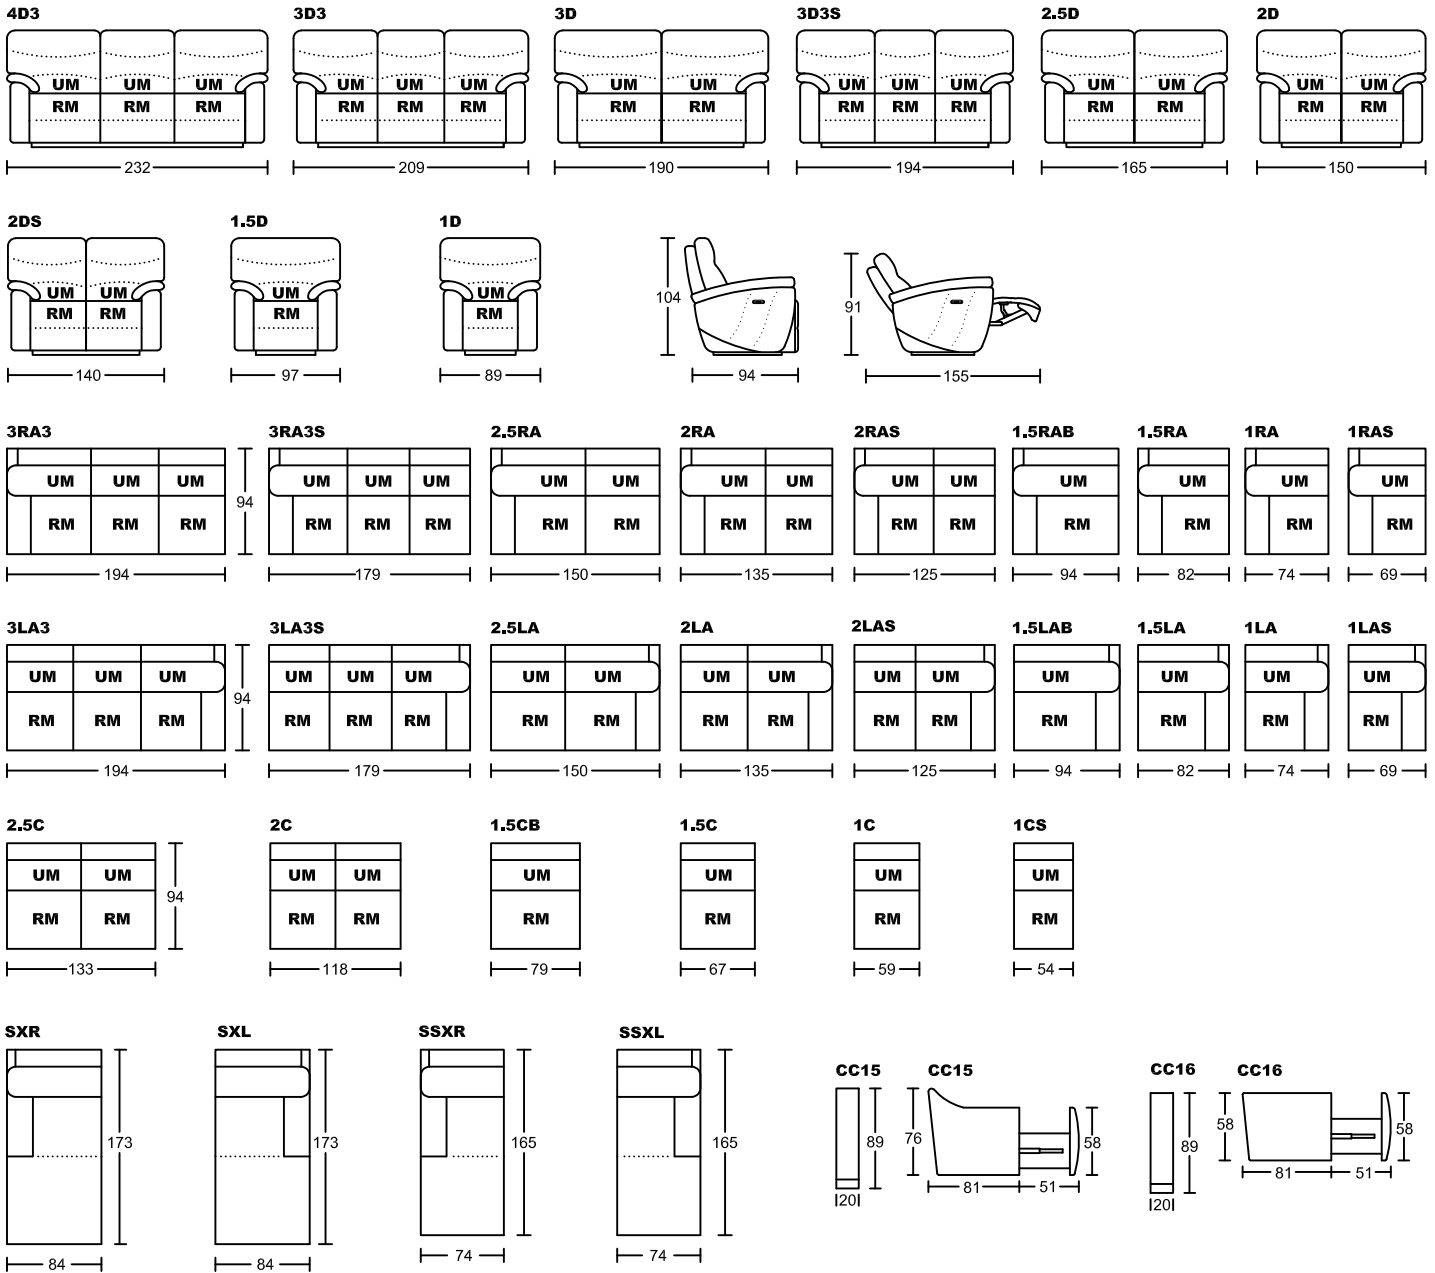 4D3 3D3 3D 3D3S 2.5D 2D
UM UM UM UM UM UM UM UM UM UM UM UM UM UM UM
RM RM RM RM RM RM RM RM RM RM RM RM RM RM RM
232 209 190 194 165 150
2DS 1.5D 1D
UM UM UM UM
RM RM RM RM
104 91
140 97 89 94 155
3RA3 3RA3S 2.5RA 2RA 2RAS 1.5RAB 1.5RA 1RA 1RAS
UM UM UM UM UM UM UM UM UM UM UM UM UM UM UM UM
94
RM RM RM RM RM RM RM RM RM RM RM RM RM RM RM RM
194 179 150 135 125 94 82 74 69
3LA3 3LA3S 2.5LA 2LA 2LAS 1.5LAB 1.5LA 1LA 1LAS
UM UM UM UM UM UM UM UM UM UM UM UM UM UM UM UM
94
RM RM RM RM RM RM RM RM RM RM RM RM RM RM RM RM
194 179 150 135 125 94 82 74 69
2.5C 2C 1.5CB 1.5C 1C 1CS
UM UM UM UM UM UM UM UM
94
RM RM RM RM RM RM RM RM
133 118 79 67 59 54
SXR SXL SSXR SSXL
CC15 CC15 CC16 CC16
173 173 165 165 89 76 58 89 58 58
81 51 81 51
20 20
84 84 74 74